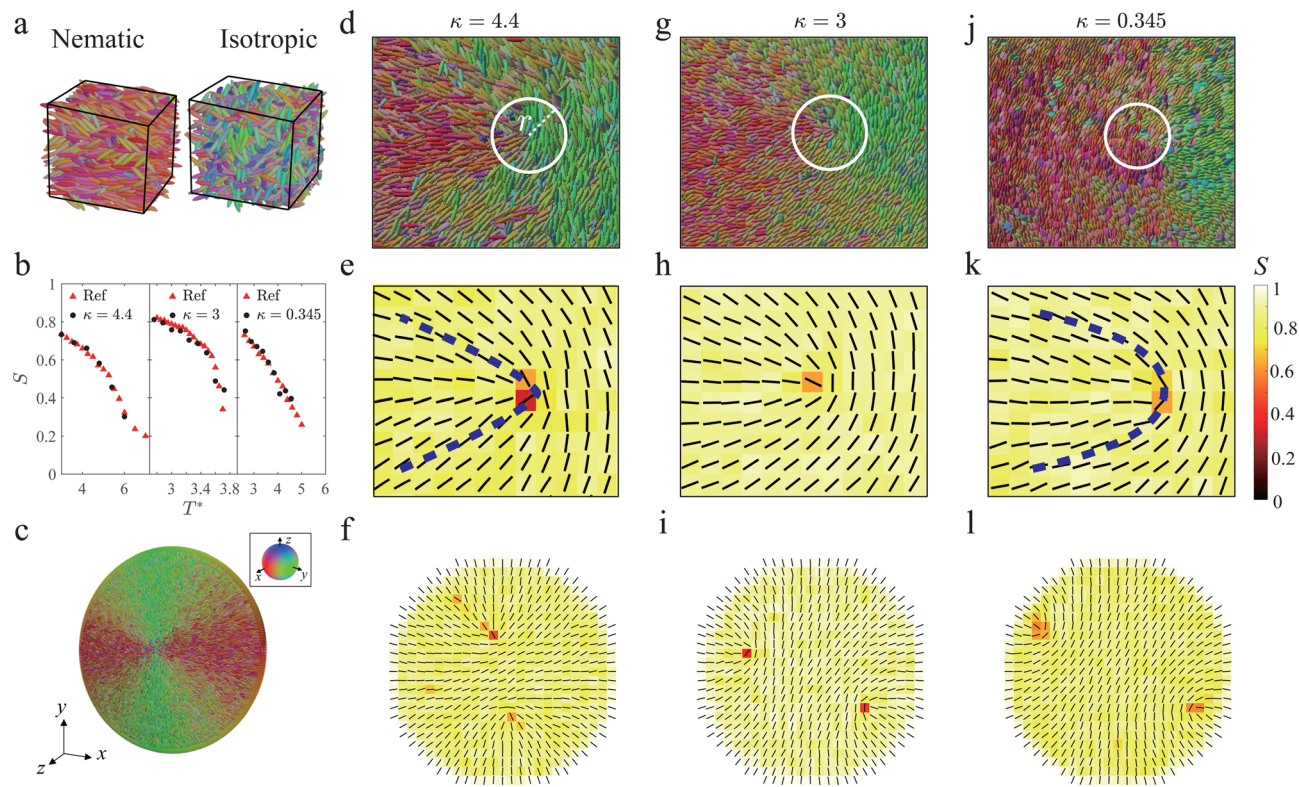 a
Nematic
Isotropic
b
Ref
κ = 4.4
Ref
κ = 3
Ref
κ = 0.345
S
1
0.8
0.6
0.4
0.2
0
4
6
3
3.4
3.8
3
4
5
6
T*
c
z
x
y
y
x
z
d
κ = 4.4
r
e
f
g
κ = 3
h
i
j
κ = 0.345
k
S
1
0.8
0.6
0.4
0.2
0
l